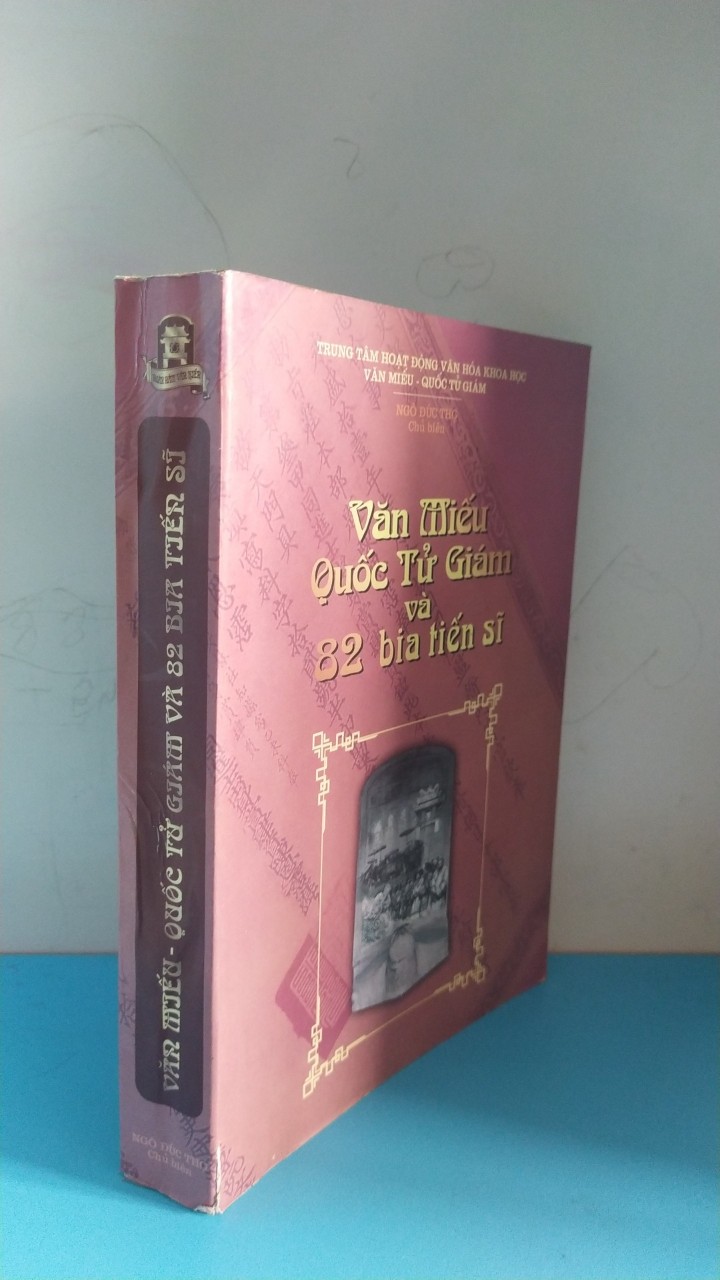 TRUNG TÂM HOẠT ĐỘNG VĂN HÓA KHOA HỌC
VĂN MIẾU - QUỐC TỬ GIÁM
NGÔ ĐỨC THỌ
Chủ biên
Văn Miếu
Quốc Tử Giám
và
82 bia tiến sĩ
VĂN MIẾU - QUỐC TỬ GIÁM VÀ 82 BIA TIẾN SĨ
NGÔ ĐỨC THỌ
Chủ biên